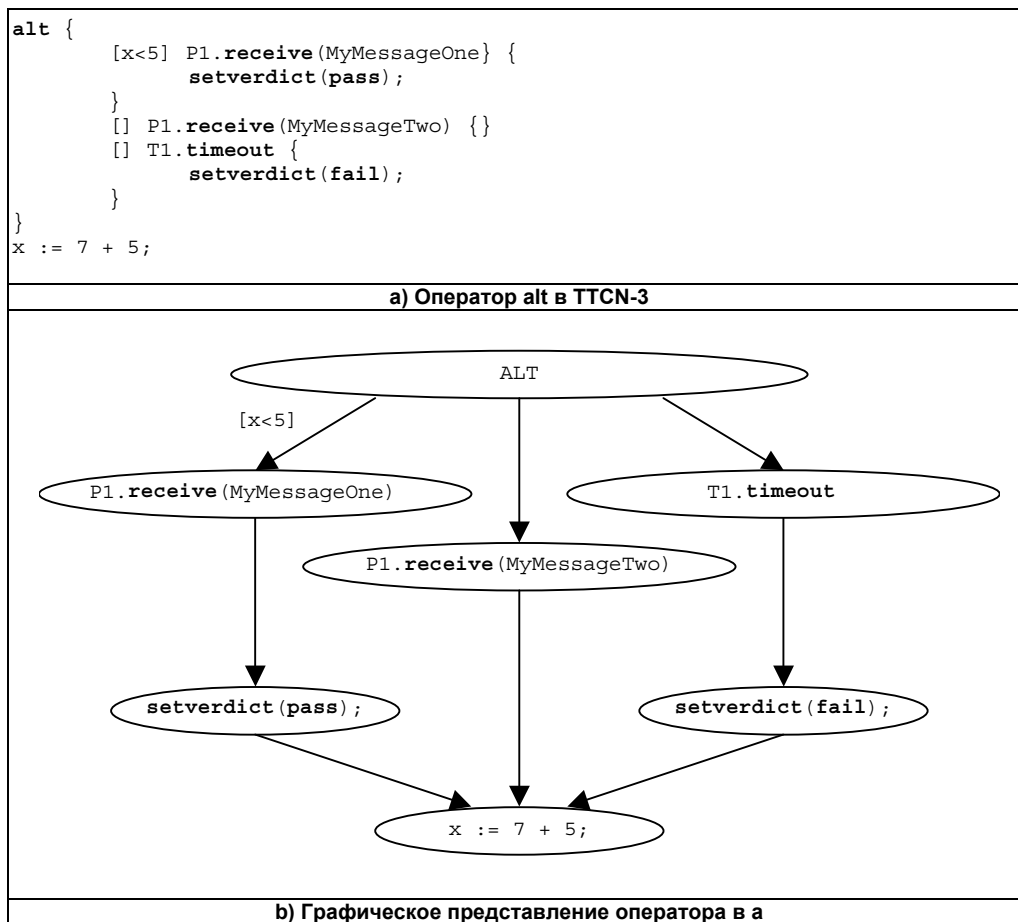 alt {
[x<5] P1.receive(MyMessageOne} {
setverdict(pass);
}
[] P1.receive(MyMessageTwo) {}
[] T1.timeout {
setverdict(fail);
}
}
x := 7 + 5;
a) Оператор alt в TTCN-3
ALT
[x<5]
P1.receive(MyMessageOne)
T1.timeout
P1.receive(MyMessageTwo)
setverdict(pass);
setverdict(fail);
x := 7 + 5;
b) Графическое представление оператора в a